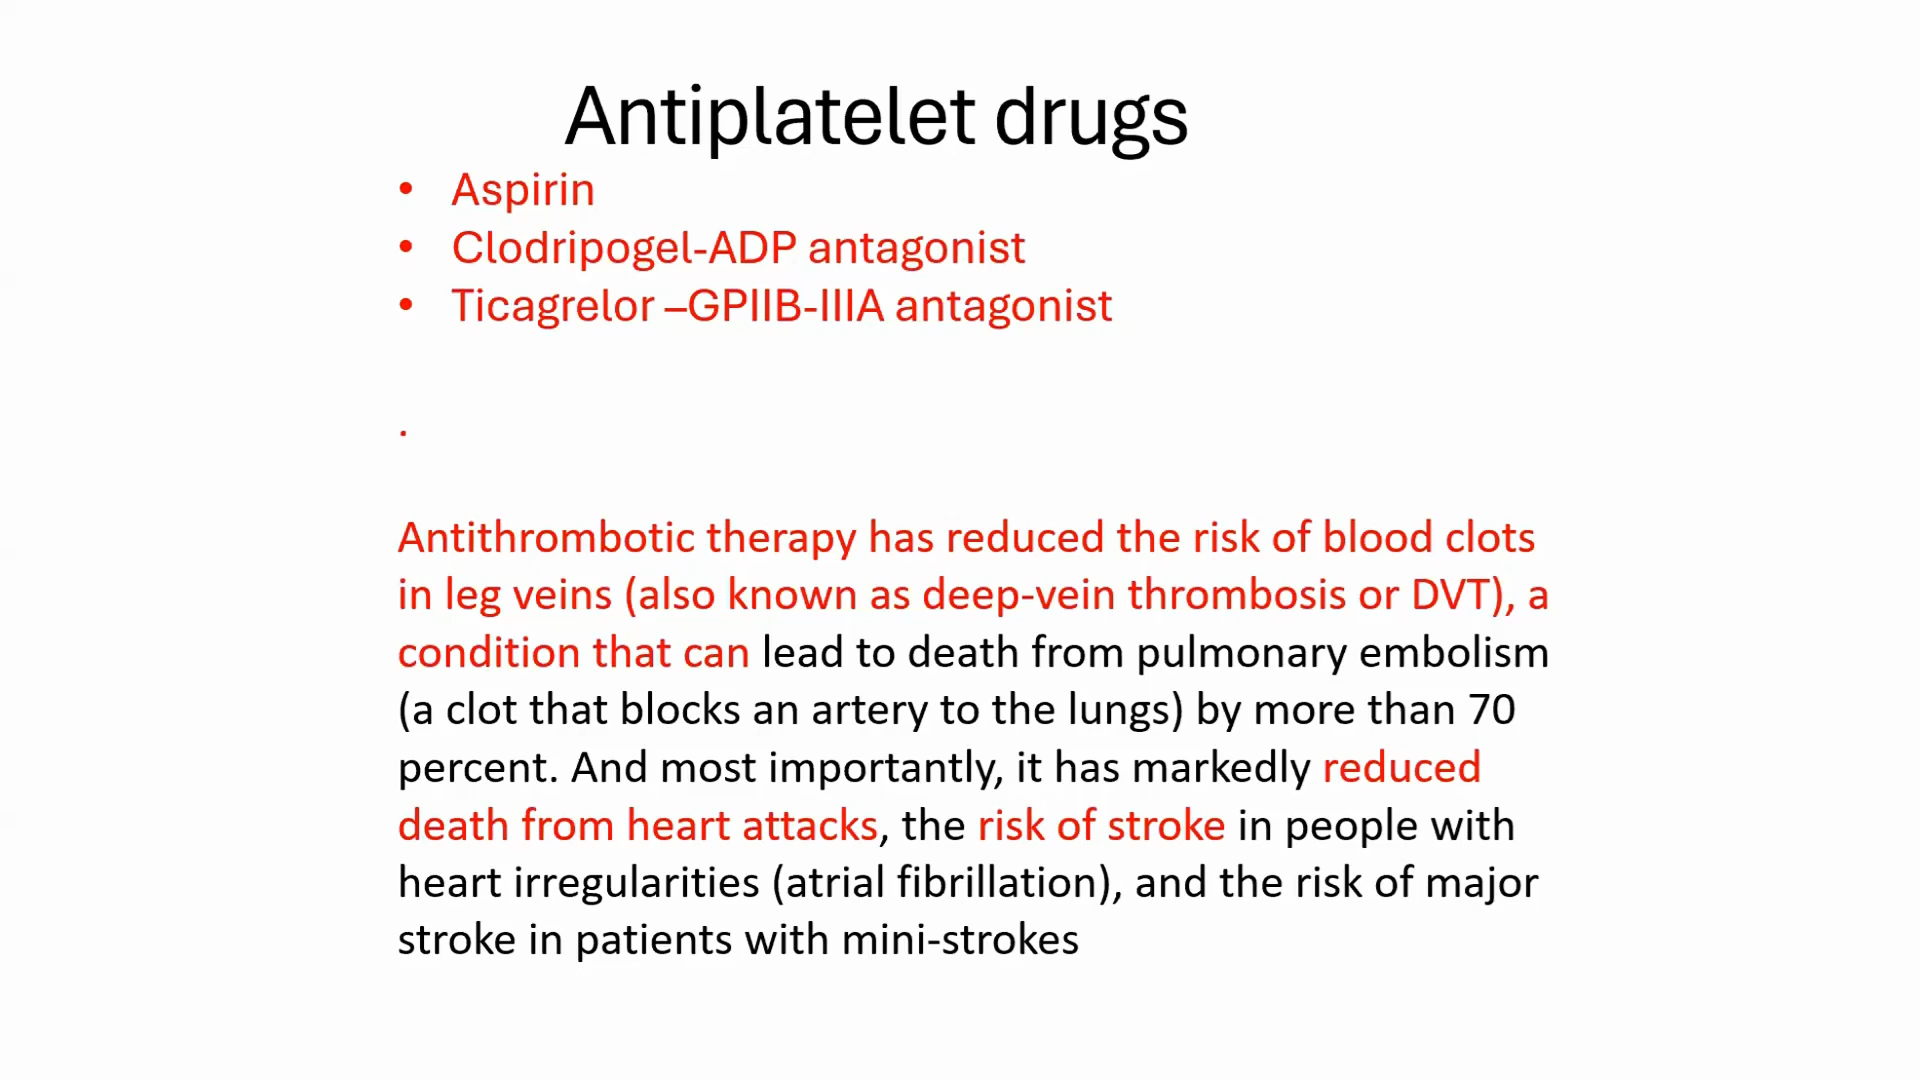 Antiplatelet drugs
• Aspirin
• Clodripogel-ADP antagonist
• Ticagrelor –GPIIB-IIIA antagonist
.
Antithrombotic therapy has reduced the risk of blood clots
in leg veins (also known as deep-vein thrombosis or DVT), a
condition that can lead to death from pulmonary embolism
(a clot that blocks an artery to the lungs) by more than 70
percent. And most importantly, it has markedly reduced
death from heart attacks, the risk of stroke in people with
heart irregularities (atrial fibrillation), and the risk of major
stroke in patients with mini-strokes